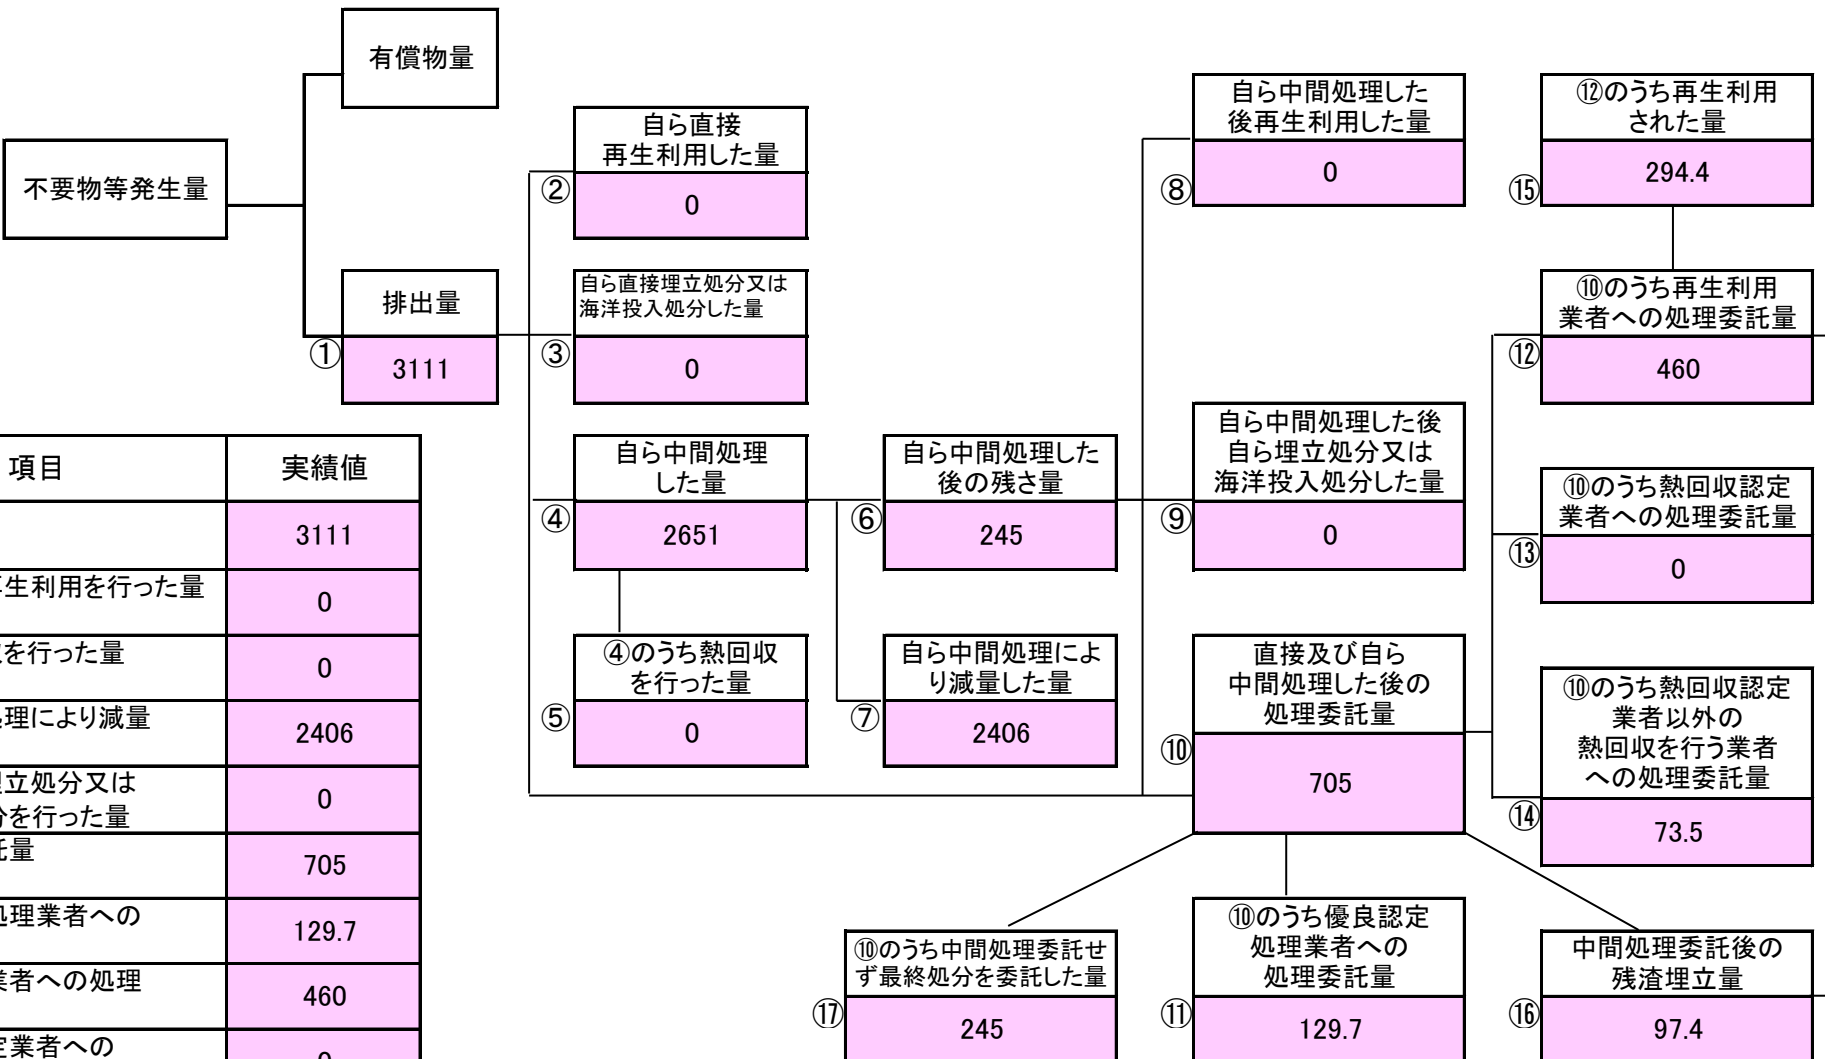 有償物量
不要物等発生量
排出量
①
3111
自ら直接
再生利用した量
②
0
自ら直接埋立処分又は
海洋投入処分した量
③
0
自ら中間処理
した量
④
2651
④のうち熱回収
を行った量
⑤
0
自ら中間処理した
後の残さ量
⑥
245
自ら中間処理によ
り減量した量
⑦
2406
自ら中間処理した
後再生利用した量
⑧
0
自ら中間処理した後
自ら埋立処分又は
海洋投入処分した量
⑨
0
直接及び自ら
中間処理した後の
処理委託量
⑩
705
⑫のうち再生利用
された量
⑮
294.4
⑩のうち再生利用
業者への処理委託量
⑫
460
⑩のうち熱回収認定
業者への処理委託量
⑬
0
⑩のうち熱回収認定
業者以外の
熱回収を行う業者
への処理委託量
⑭
73.5
⑩のうち中間処理委託せ
ず最終処分を委託した量
⑰
245
⑩のうち優良認定
処理業者への
処理委託量
⑪
129.7
中間処理委託後の
残渣埋立量
⑯
97.4
項目 実績値
3111
生利用を行った量
0
を行った量
0
理により減量
2406
立処分又は
を行った量
0
量
705
処理業者への
129.7
業者への処理
460
業者への
0